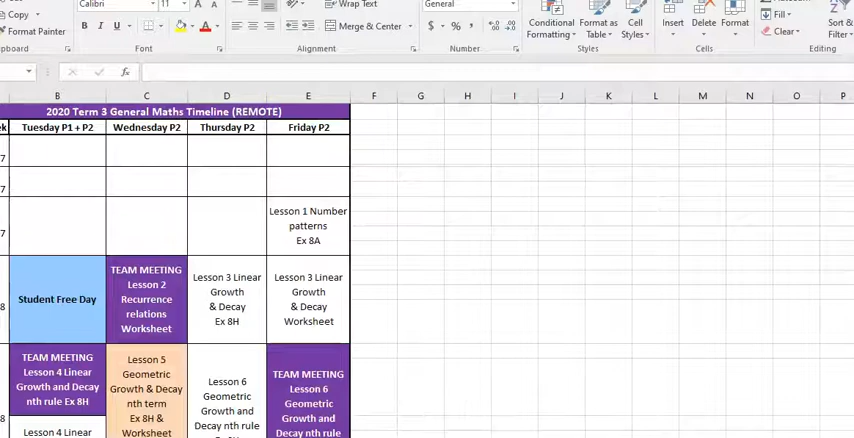 Copy
Format Painter
Calibri
11
B I U
A
Wrap Text
Merge & Center
General
$ % ,
Conditional Formatting
Format as Table
Cell Styles
Insert
Delete
Format
Fill
Clear
Sort &
Filter
Font
Alignment
Number
Styles
Cells
Editing
fx
B C D E F G H I J K L M N O P
2020 Term 3 General Maths Timeline (REMOTE)
Tuesday P1 + P2
Wednesday P2
Thursday P2
Friday P2
7
7
7
Lesson 1 Number
patterns
Ex 8A
8
Student Free Day
TEAM MEETING
Lesson 2
Recurrence
relations
Worksheet
Lesson 3 Linear
Growth
& Decay
Ex 8H
Lesson 3 Linear
Growth
& Decay
Worksheet
8
TEAM MEETING
Lesson 4 Linear
Growth and Decay
nth rule Ex 8H
Lesson 4 Linear
Lesson 5
Geometric
Growth & Decay
nth term
Ex 8H &
Worksheet
Lesson 6
Geometric
Growth and
Decay nth rule
TEAM MEETING
Lesson 6
Geometric
Growth and
Decay nth rule